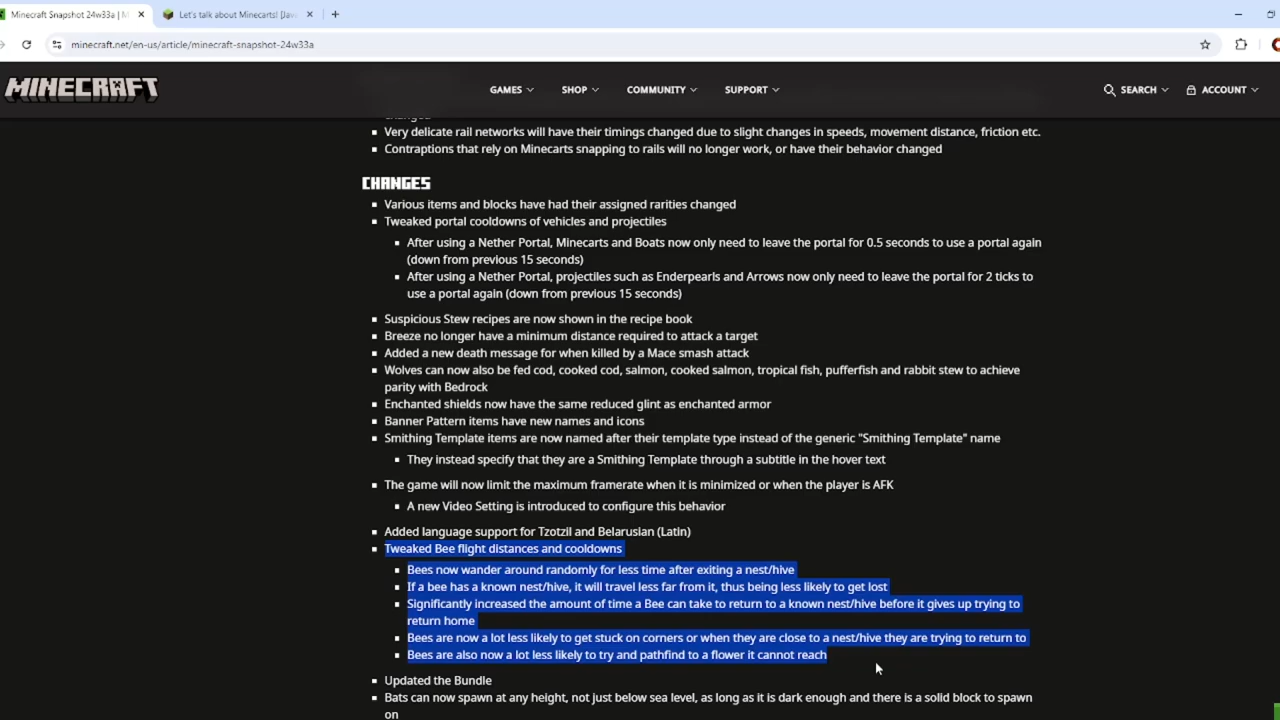 Minecraft Snapshot 24w33a | M
Let's talk about Minecarts! [Jav
minecraft.net/en-us/article/minecraft-snapshot-24w33a
MINECRAFT
GAMES
SHOP
COMMUNITY
SUPPORT
SEARCH
ACCOUNT
changed
Very delicate rail networks will have their timings changed due to slight changes in speeds, movement distance, friction etc.
Contraptions that rely on Minecarts snapping to rails will no longer work, or have their behavior changed
CHANGES
Various items and blocks have had their assigned rarities changed
Tweaked portal cooldowns of vehicles and projectiles
After using a Nether Portal, Minecarts and Boats now only need to leave the portal for 0.5 seconds to use a portal again
(down from previous 15 seconds)
After using a Nether Portal, projectiles such as Enderpearls and Arrows now only need to leave the portal for 2 ticks to
use a portal again (down from previous 15 seconds)
Suspicious Stew recipes are now shown in the recipe book
Breeze no longer have a minimum distance required to attack a target
Added a new death message for when killed by a Mace smash attack
Wolves can now also be fed cod, cooked cod, salmon, cooked salmon, tropical fish, pufferfish and rabbit stew to achieve
parity with Bedrock
Enchanted shields now have the same reduced glint as enchanted armor
Banner Pattern items have new names and icons
Smithing Template items are now named after their template type instead of the generic "Smithing Template" name
They instead specify that they are a Smithing Template through a subtitle in the hover text
The game will now limit the maximum framerate when it is minimized or when the player is AFK
A new Video Setting is introduced to configure this behavior
Added language support for Tzotzil and Belarusian (Latin)
Tweaked Bee flight distances and cooldowns
Bees now wander around randomly for less time after exiting a nest/hive
If a bee has a known nest/hive, it will travel less far from it, thus being less likely to get lost
Significantly increased the amount of time a Bee can take to return to a known nest/hive before it gives up trying to
return home
Bees are now a lot less likely to get stuck on corners or when they are close to a nest/hive they are trying to return to
Bees are also now a lot less likely to try and pathfind to a flower it cannot reach
Updated the Bundle
Bats can now spawn at any height, not just below sea level, as long as it is dark enough and there is a solid block to spawn
on